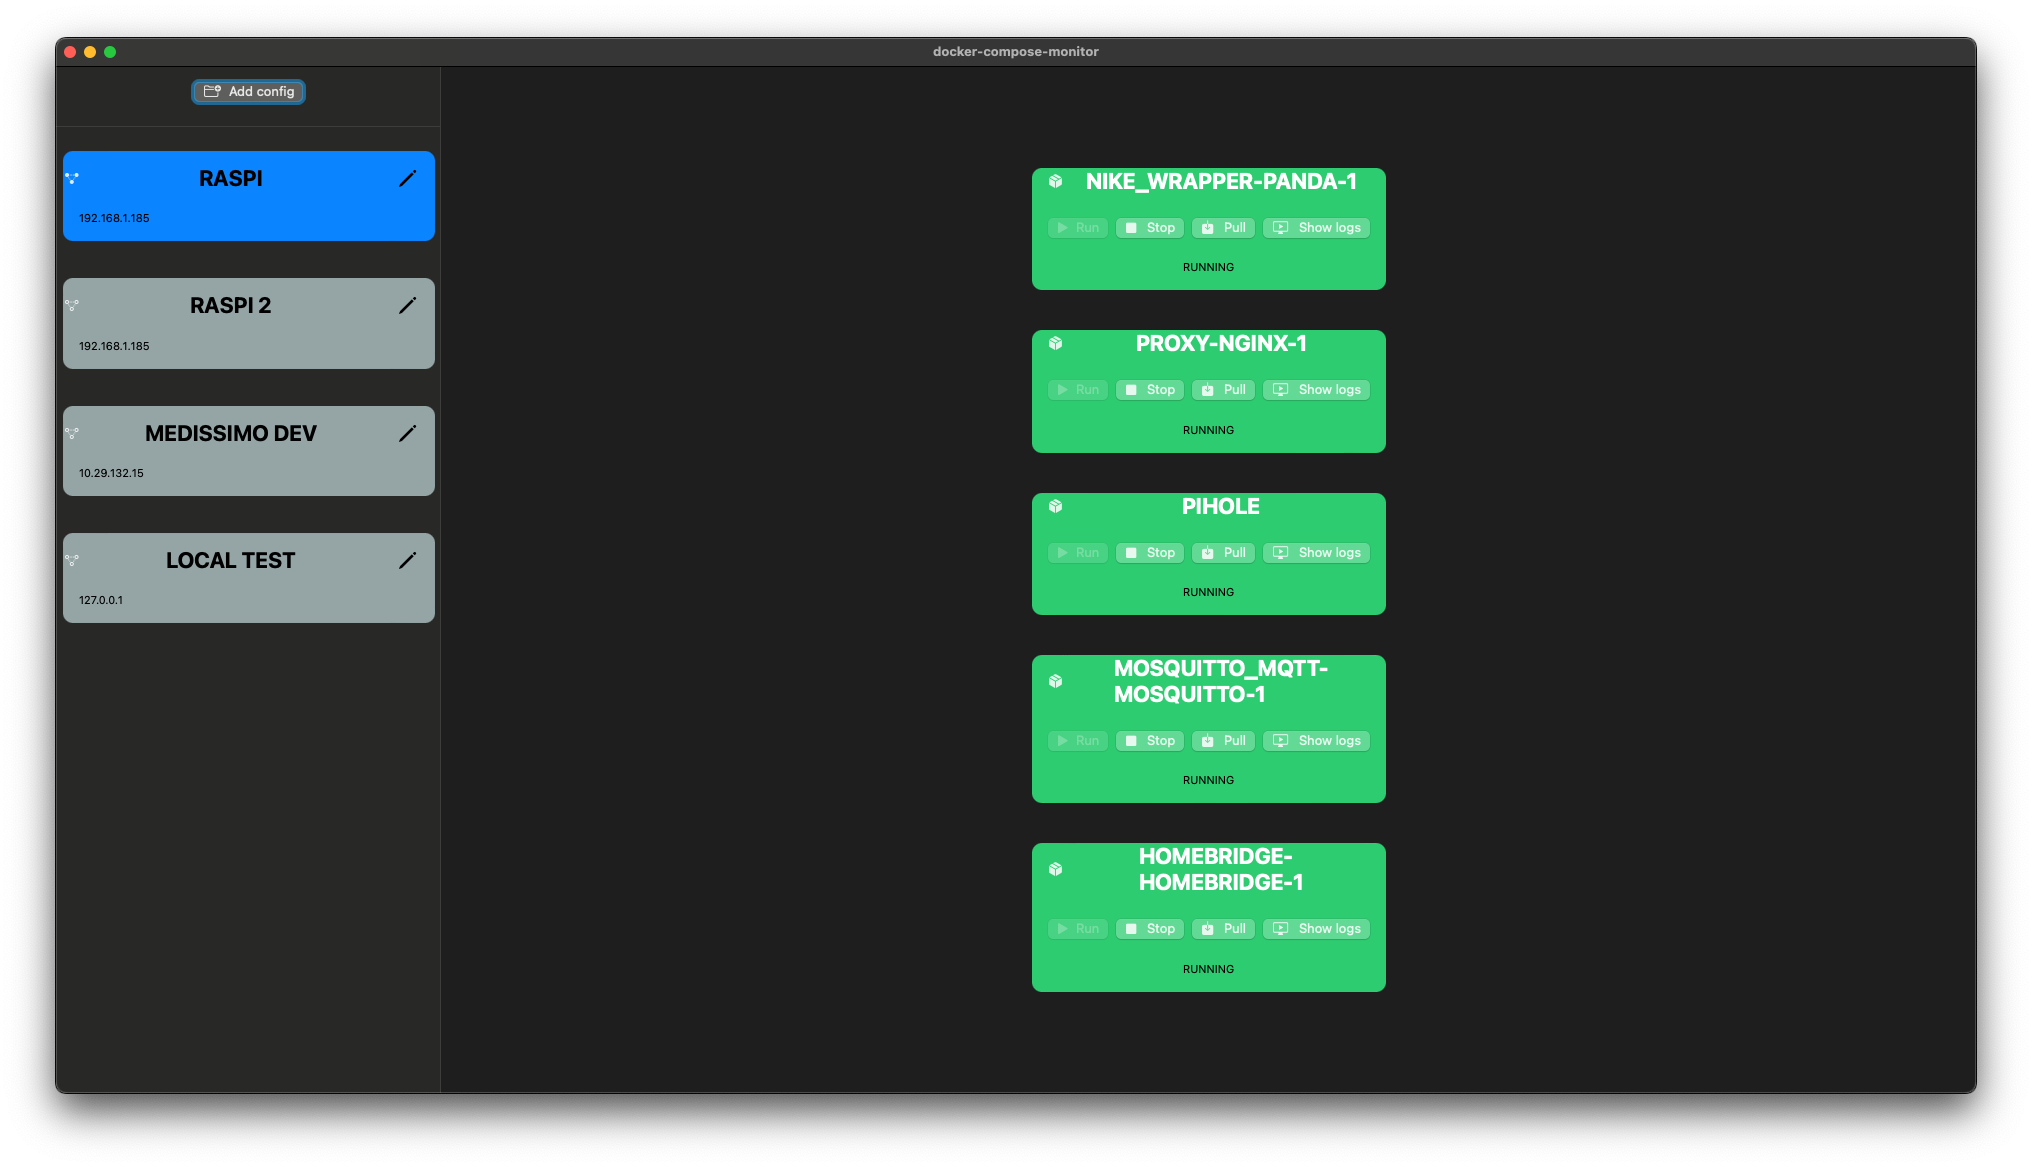 docker-compose-monitor
Add config
RASPI
192.168.1.185
RASPI 2
192.168.1.185
MEDISSIMO DEV
10.29.132.15
LOCAL TEST
127.0.0.1
NIKE_WRAPPER-PANDA-1
Run Stop Pull Show logs
RUNNING
PROXY-NGINX-1
Run Stop Pull Show logs
RUNNING
PIHOLE
Run Stop Pull Show logs
RUNNING
MOSQUITTO_MQTT-
MOSQUITTO-1
Run Stop Pull Show logs
RUNNING
HOMEBRIDGE-
HOMEBRIDGE-1
Run Stop Pull Show logs
RUNNING